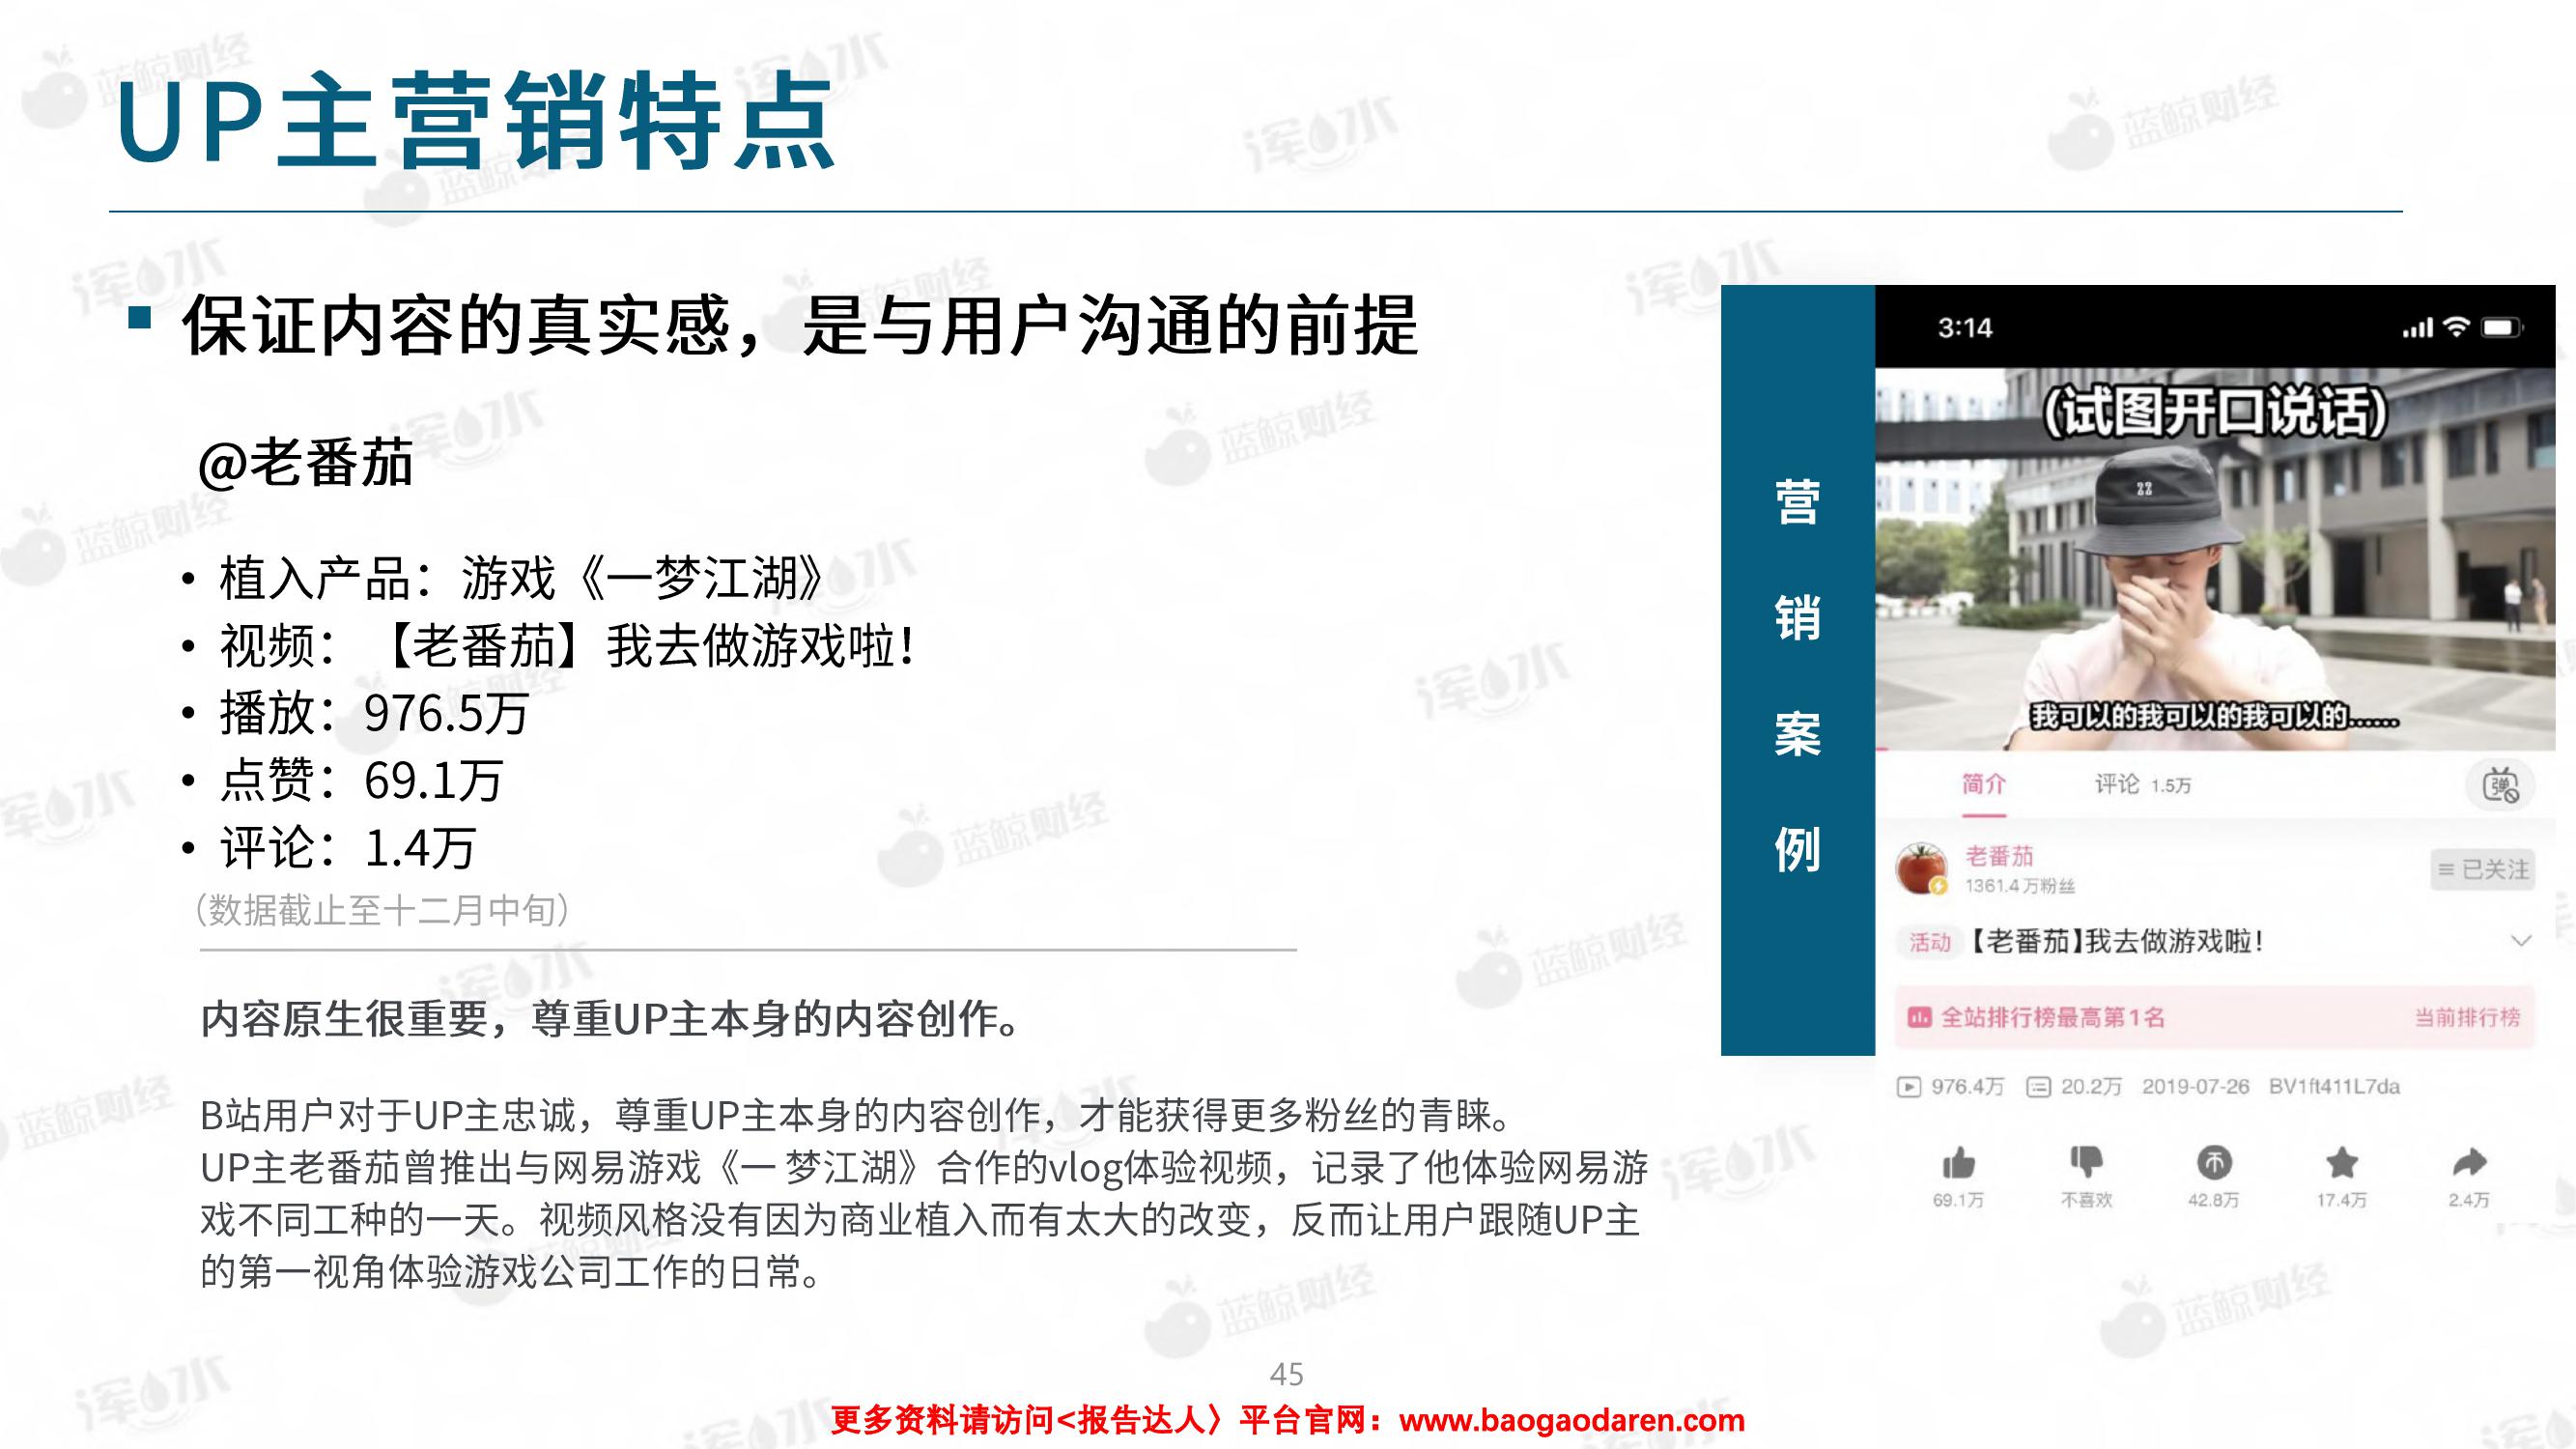 UP主营销特点
保证内容的真实感，是与用户沟通的前提
@老番茄
• 植入产品：游戏《一梦江湖》
• 视频：【老番茄】我去做游戏啦！
• 播放：976.5万
• 点赞：69.1万
• 评论：1.4万
（数据截止至十二月中旬）
内容原生很重要，尊重UP主本身的内容创作。
B站用户对于UP主忠诚，尊重UP主本身的内容创作，才能获得更多粉丝的青睐。
UP主老番茄曾推出与网易游戏《一 梦江湖》合作的vlog体验视频，记录了他体验网易游
戏不同工种的一天。视频风格没有因为商业植入而有太大的改变，反而让用户跟随UP主
的第一视角体验游戏公司工作的日常。
营
销
案
例
3:14
(试图开口说话)
22
我可以的我可以的我可以的......
简介 评论 1.5万 弹
老番茄
1361.4万粉丝
已关注
活动 【老番茄】我去做游戏啦！
全站排行榜最高第1名 当前排行榜
976.4万 20.2万 2019-07-26 BV1ft411L7da
69.1万 不喜欢 42.8万 17.4万 2.4万
45
更多资料请访问<报告达人〉平台官网：www.baogaodaren.com
蓝鲸财经
浑水